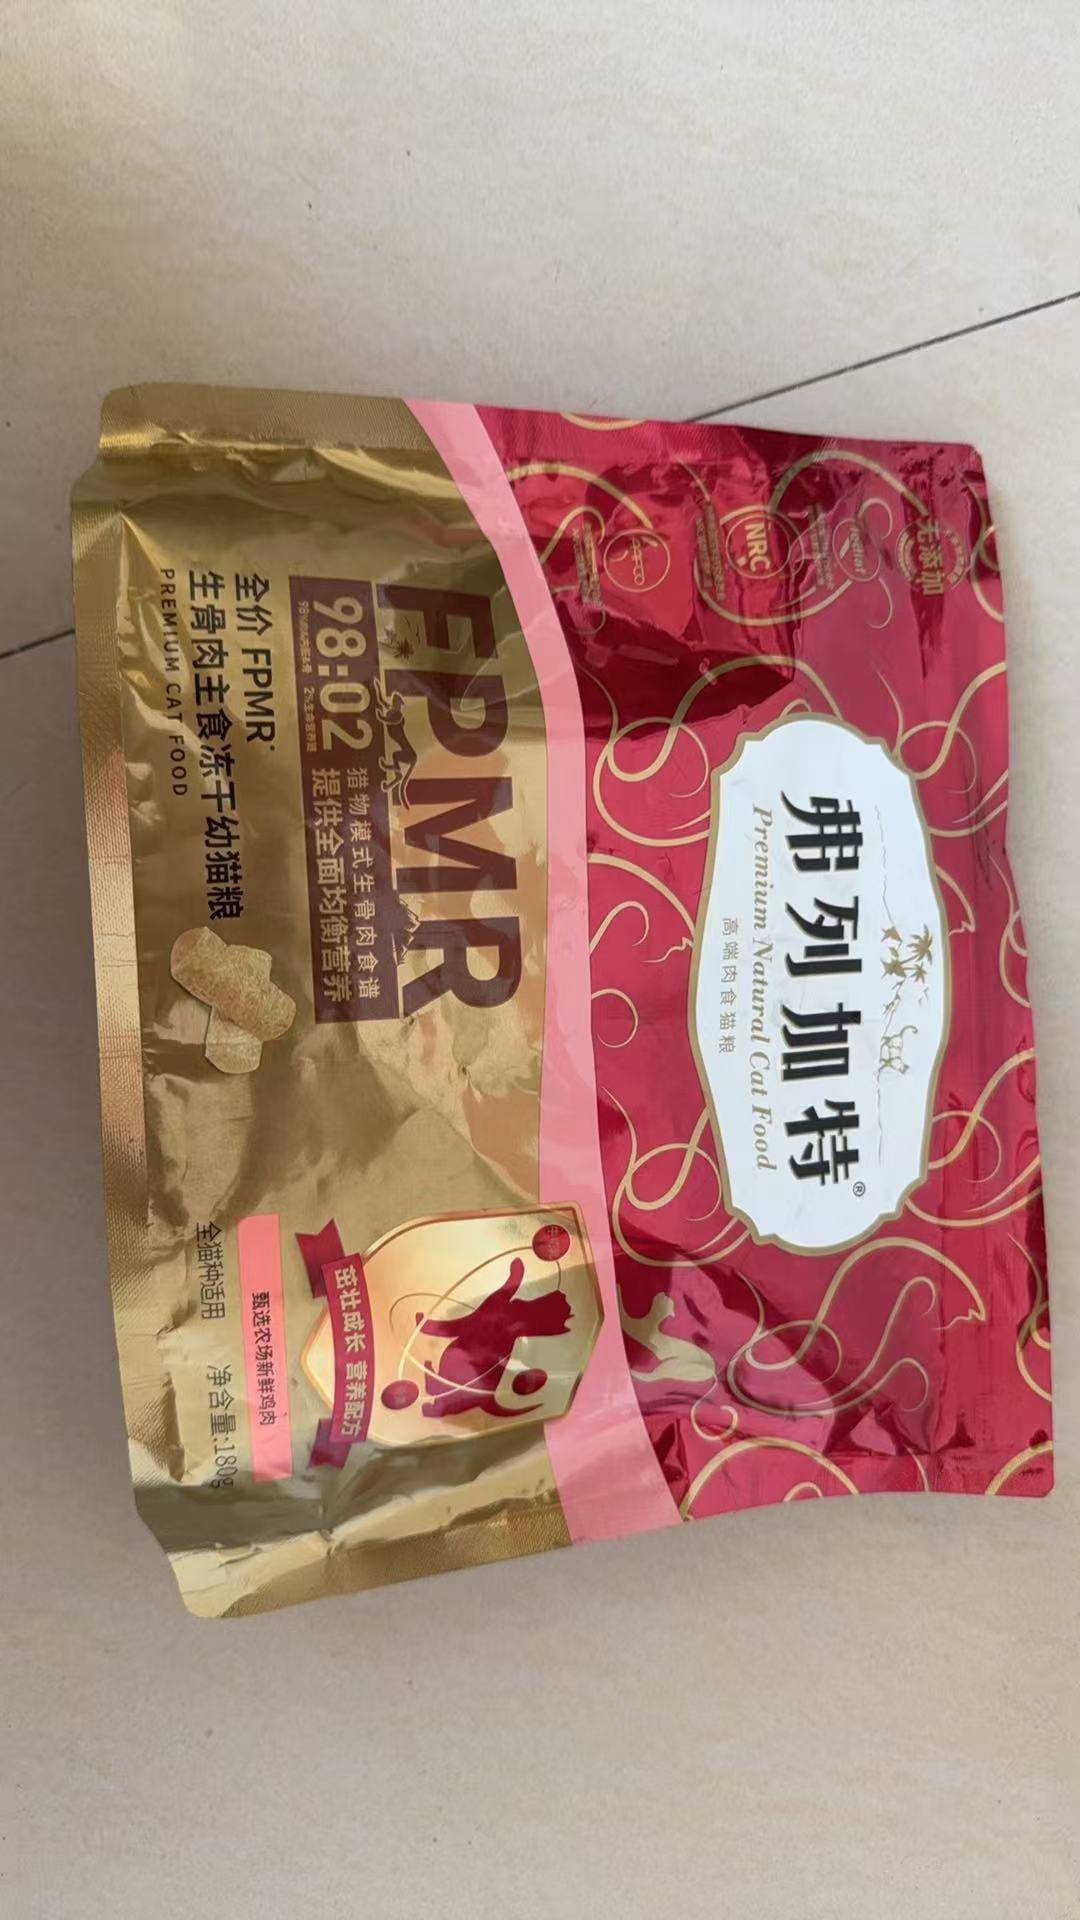 无添加
NRC
弗列加特®
Premium Natural Cat Food
高端肉食猫粮
FPMR
猎物模式生骨肉食谱
98:02
提供全面均衡营养
全价 FPMR
生骨肉主食冻干幼猫粮
PREMIUM CAT FOOD
茁壮成长 营养配方
甄选农场新鲜鸡肉
全猫种适用
净含量:180g